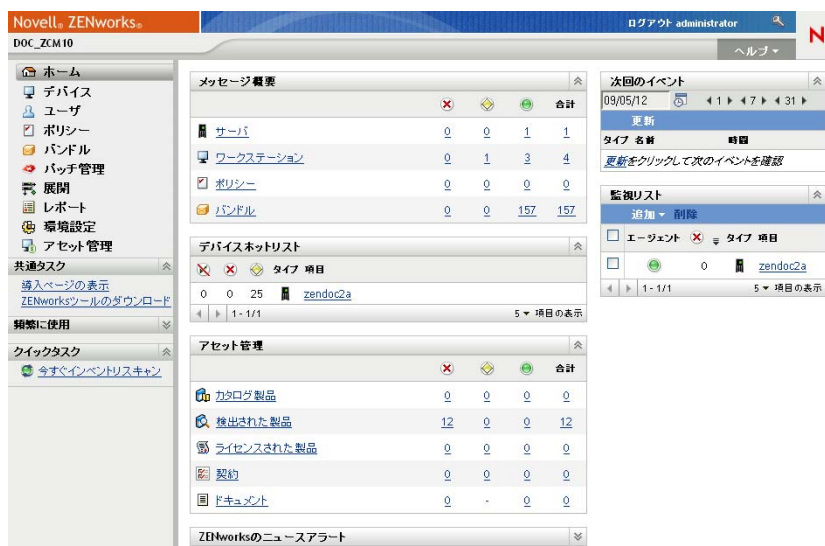 Novell® ZENworks®
ログアウト administrator
N
DOC_ZCM10
ヘルプ
ホーム
デバイス
ユーザ
ポリシー
バンドル
パッチ管理
展開
レポート
環境設定
アセット管理
共通タスク
導入ページの表示
ZENworksツールのダウンロード
頻繁に使用
クイックタスク
今すぐインベントリスキャン
メッセージ概要
合計
サーバ 0 0 1 1
ワークステーション 0 1 3 4
ポリシー 0 0 0 0
バンドル 0 0 157 157
デバイスホットリスト
タイプ 項目
0 0 25 zendoc2a
1 - 1/1 5 項目の表示
アセット管理
合計
カタログ製品 0 0 0 0
検出された製品 12 0 0 12
ライセンスされた製品 0 0 0 0
契約 0 0 0 0
ドキュメント 0 - 0 0
ZENworksのニュースアラート
次回のイベント
09/05/12 1 7 31
更新
タイプ 名前 時間
更新をクリックして次のイベントを確認
監視リスト
追加 削除
エージェント タイプ 項目
0 zendoc2a
1 - 1/1 5 項目の表示